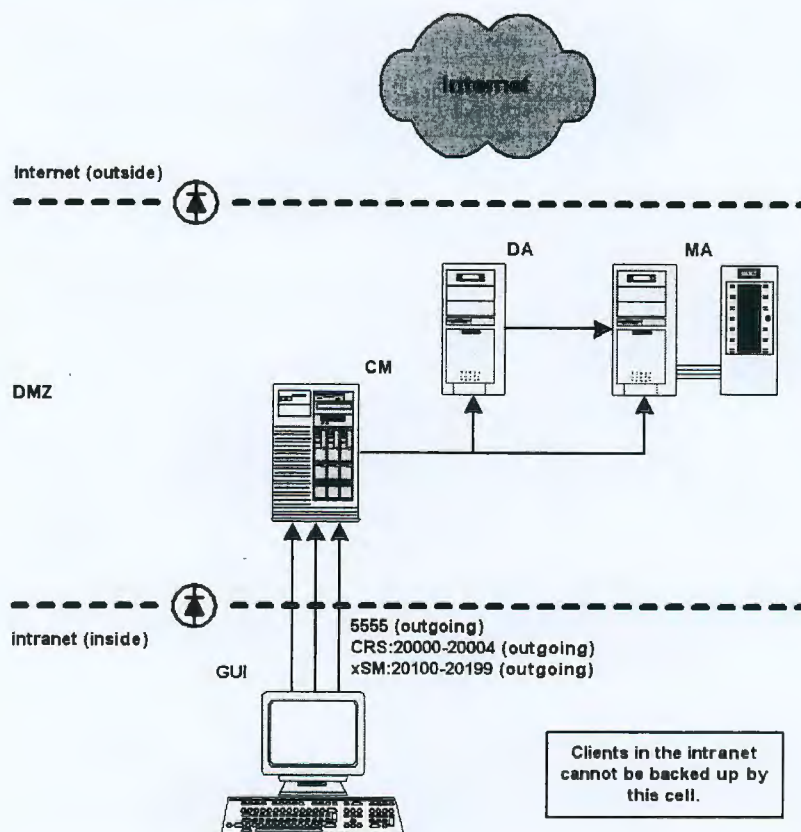 Internet
Internet (outside)
DA
MA
CM
DMZ
intranet (inside)
5555 (outgoing)
CRS:20000-20004 (outgoing)
xSM:20100-20199 (outgoing)
GUI
Clients in the intranet
cannot be backed up by
this cell.